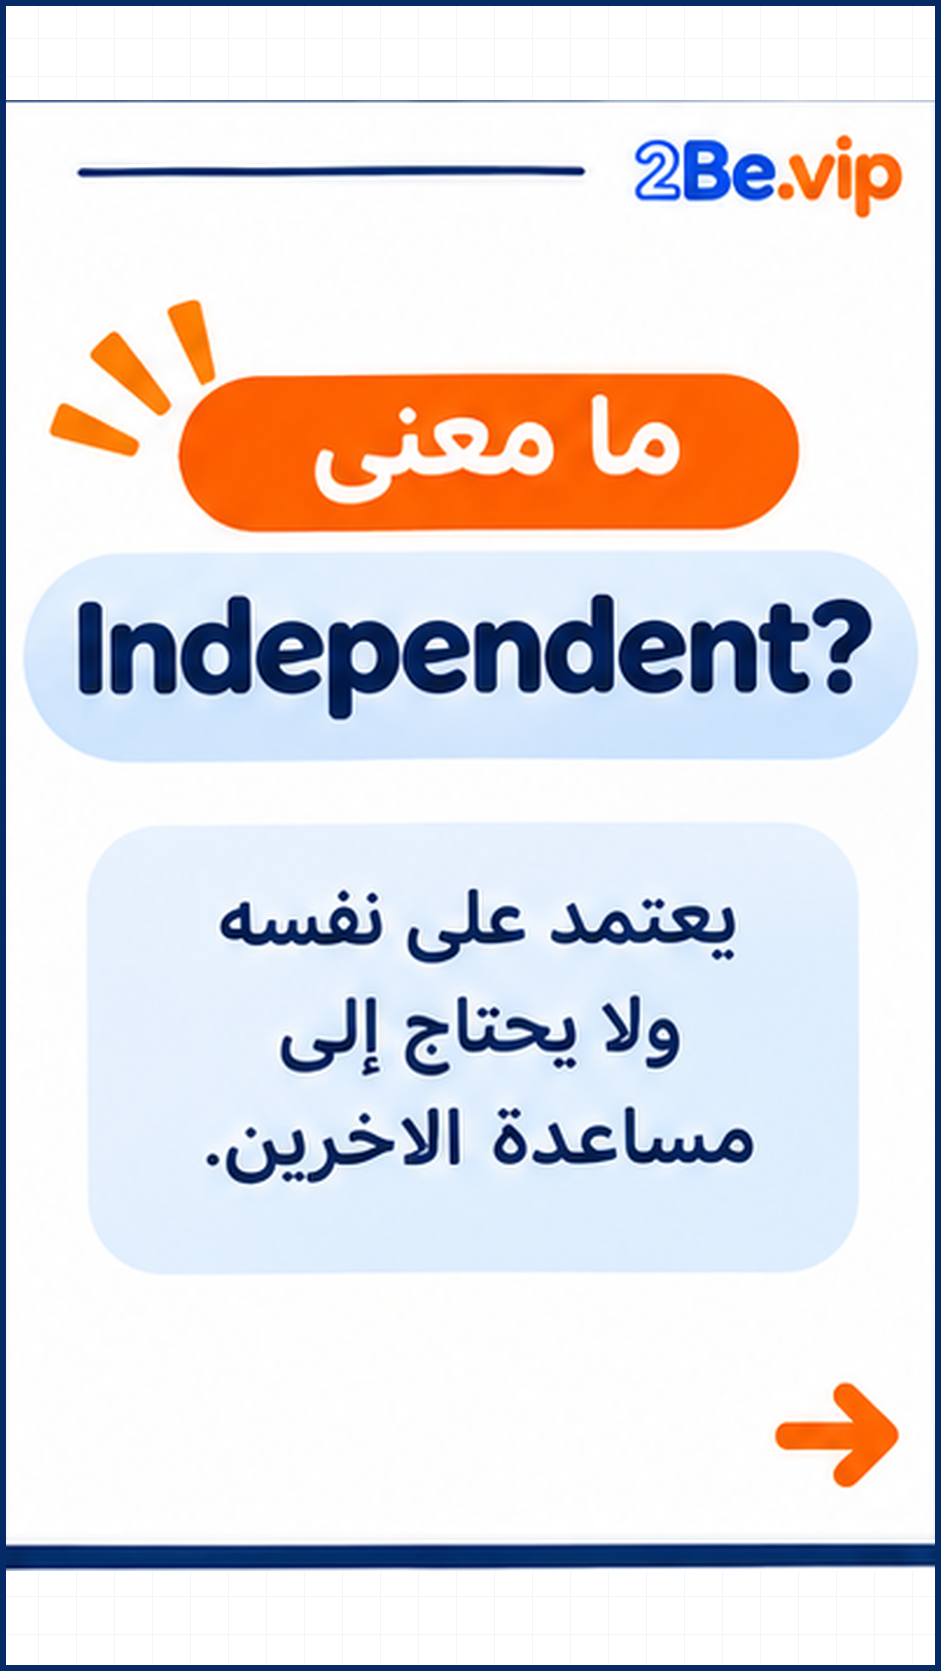 2Be.vip
ما معنى
Independent?
يعتمد على نفسه
ولا يحتاج إلى
مساعدة الاخرين.